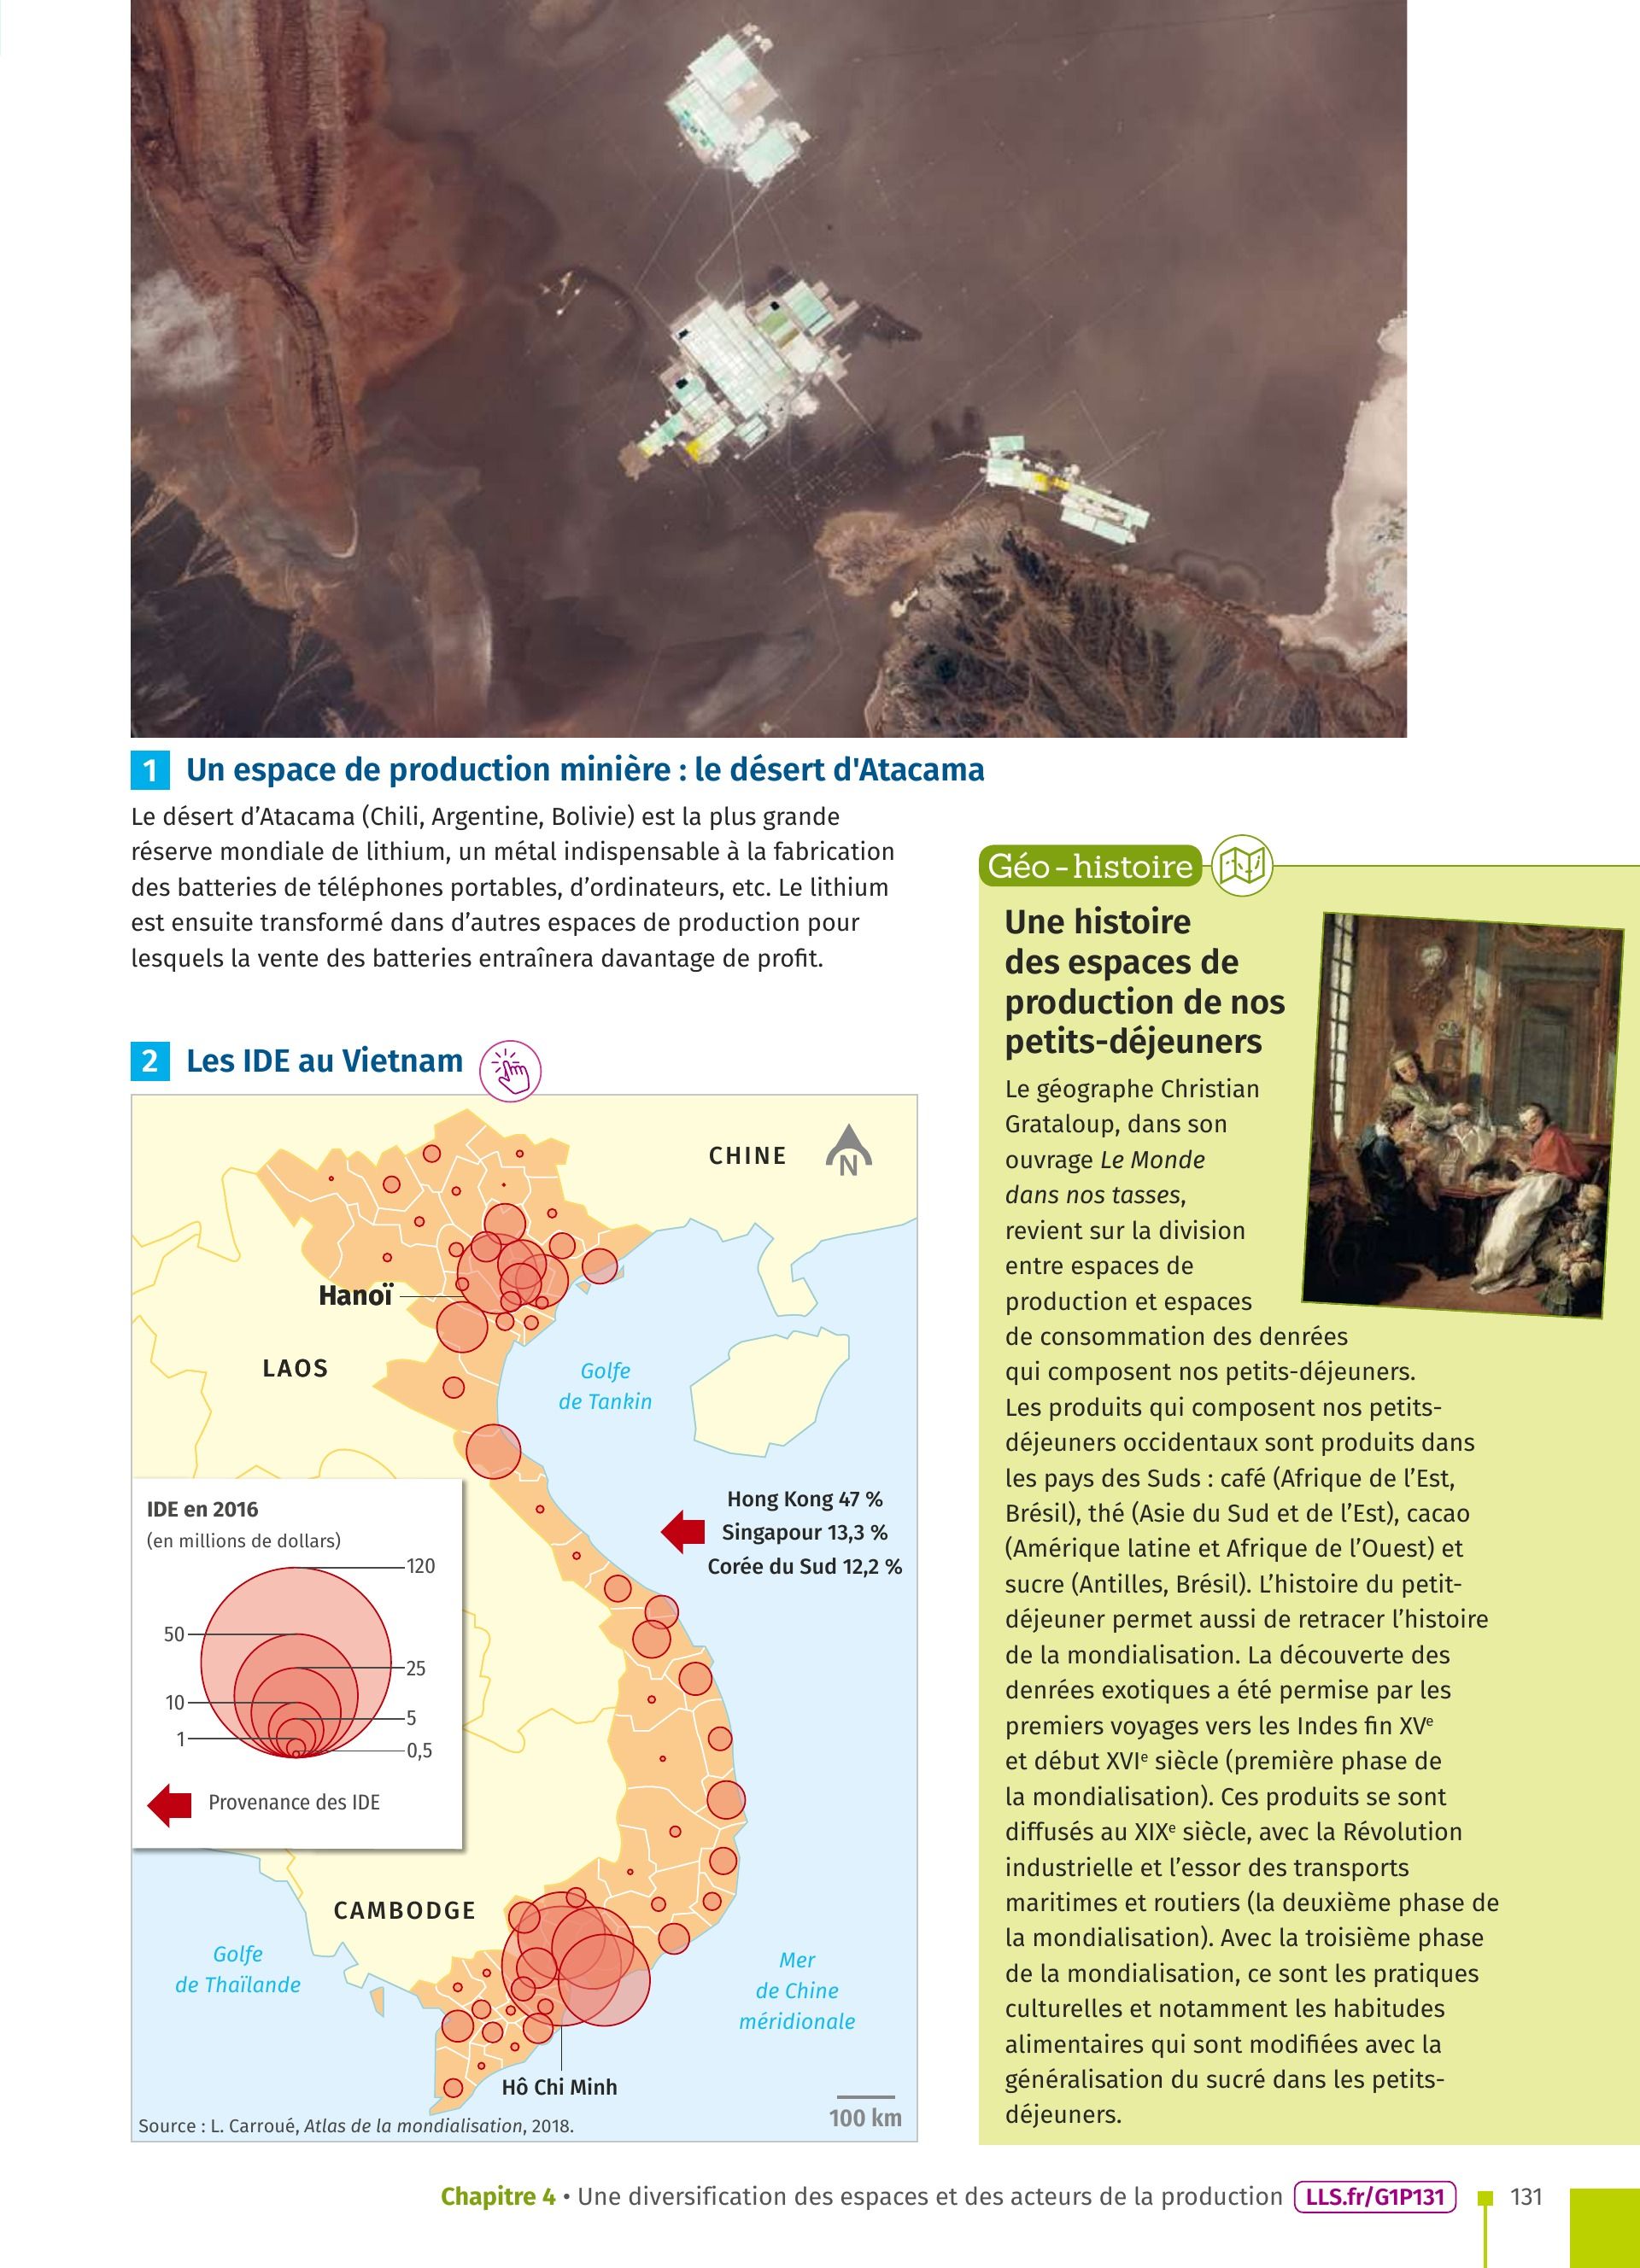 1 Un espace de production minière : le désert d'Atacama
Le désert d’Atacama (Chili, Argentine, Bolivie) est la plus grande
réserve mondiale de lithium, un métal indispensable à la fabrication
des batteries de téléphones portables, d’ordinateurs, etc. Le lithium
est ensuite transformé dans d’autres espaces de production pour
lesquels la vente des batteries entraînera davantage de profit.
2 Les IDE au Vietnam
CHINE
N
Hanoï
LAOS
Golfe
de Tankin
Hong Kong 47 %
Singapour 13,3 %
Corée du Sud 12,2 %
IDE en 2016
(en millions de dollars)
120
50
25
10
5
1
0,5
Provenance des IDE
CAMBODGE
Golfe
de Thaïlande
Mer
de Chine
méridionale
Hô Chi Minh
100 km
Source : L. Carroué, Atlas de la mondialisation, 2018.
Géo-histoire
Une histoire
des espaces de
production de nos
petits-déjeuners
Le géographe Christian
Grataloup, dans son
ouvrage Le Monde
dans nos tasses,
revient sur la division
entre espaces de
production et espaces
de consommation des denrées
qui composent nos petits-déjeuners.
Les produits qui composent nos petits-
déjeuners occidentaux sont produits dans
les pays des Suds : café (Afrique de l’Est,
Brésil), thé (Asie du Sud et de l’Est), cacao
(Amérique latine et Afrique de l’Ouest) et
sucre (Antilles, Brésil). L’histoire du petit-
déjeuner permet aussi de retracer l’histoire
de la mondialisation. La découverte des
denrées exotiques a été permise par les
premiers voyages vers les Indes fin XVe
et début XVIe siècle (première phase de
la mondialisation). Ces produits se sont
diffusés au XIXe siècle, avec la Révolution
industrielle et l’essor des transports
maritimes et routiers (la deuxième phase de
la mondialisation). Avec la troisième phase
de la mondialisation, ce sont les pratiques
culturelles et notamment les habitudes
alimentaires qui sont modifiées avec la
généralisation du sucré dans les petits-
déjeuners.
Chapitre 4 • Une diversification des espaces et des acteurs de la production LLS.fr/G1P131 131